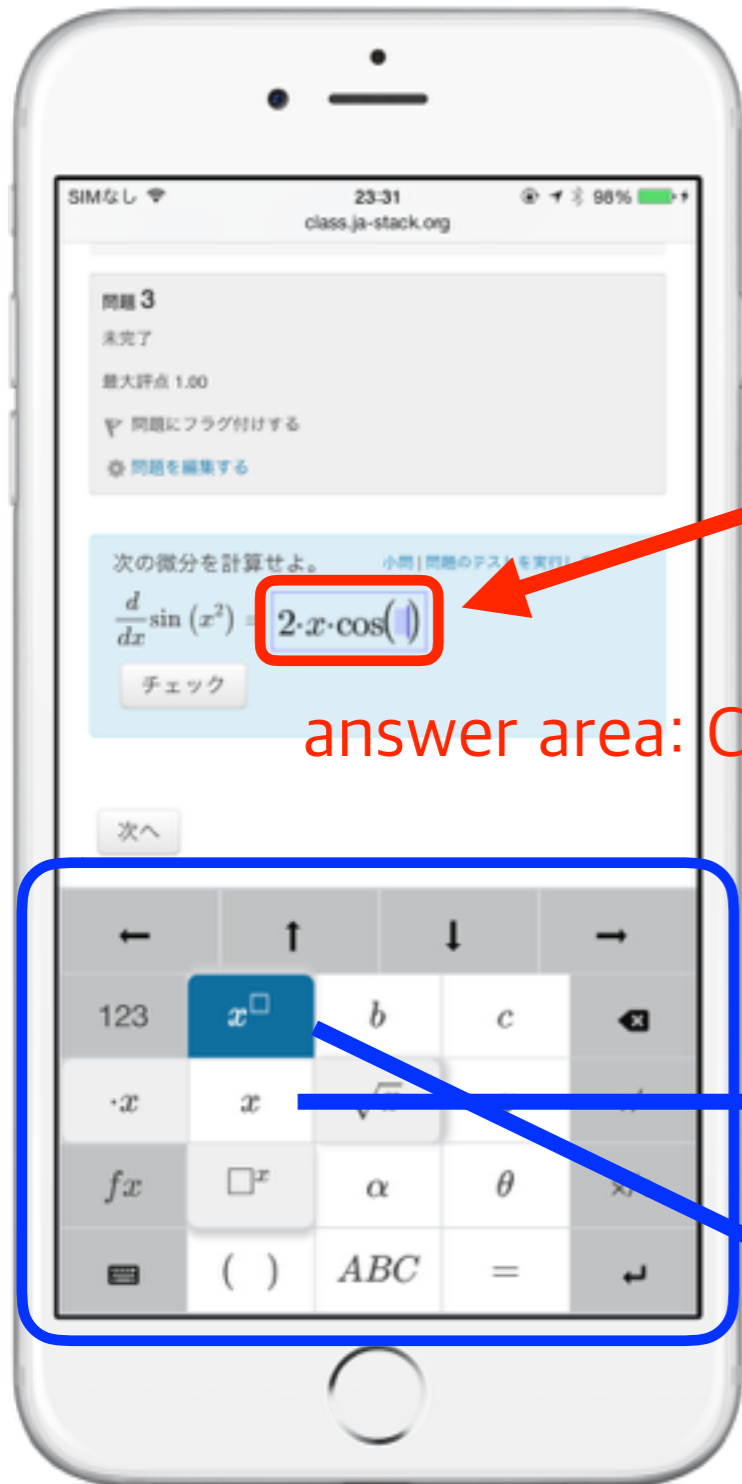 SIMなし 23:31 98%
class.ja-stack.org
問題 3
未完了
最大評点 1.00
問題にフラグ付けする
問題を編集する
次の微分を計算せよ。 小問 | 問題のテストを実行し
d/dx sin (x²) = 2·x·cos( )
チェック
answer area:
次へ
← ↑ ↓ →
123 x□ b c
·x x
fx □x α θ
( ) ABC = ↵